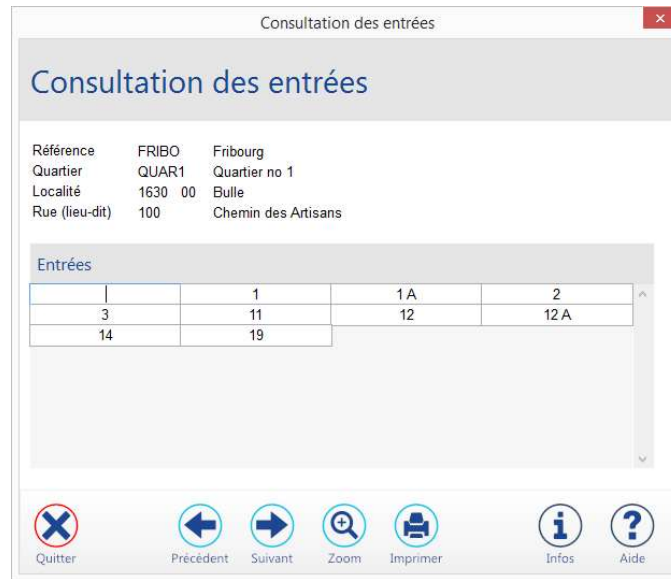 Consultation des entrées
Consultation des entrées
Référence FRIBO Fribourg
Quartier QUAR1 Quartier no 1
Localité 1630 00 Bulle
Rue (lieu-dit) 100 Chemin des Artisans
Entrées
1 1 A 2
3 11 12 12 A
14 19
Quitter Précédent Suivant Zoom Imprimer Infos Aide